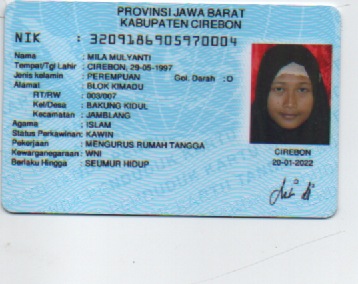 PROVINSI JAWA BARAT
KABUPATEN CIREBON
NIK : 3209186905970004
Nama : MILA MULYANTI
Tempat/Tgl Lahir : CIREBON, 29-05-1997
Jenis kelamin : PEREMPUAN Gol. Darah : O
Alamat : BLOK KIMADU
RT/RW : 003/007
Kel/Desa : BAKUNG KIDUL
Kecamatan : JAMBLANG
Agama : ISLAM
Status Perkawinan: KAWIN
Pekerjaan : MENGURUS RUMAH TANGGA
Kewarganegaraan : WNI
Berlaku Hingga : SEUMUR HIDUP
CIREBON
20-01-2022